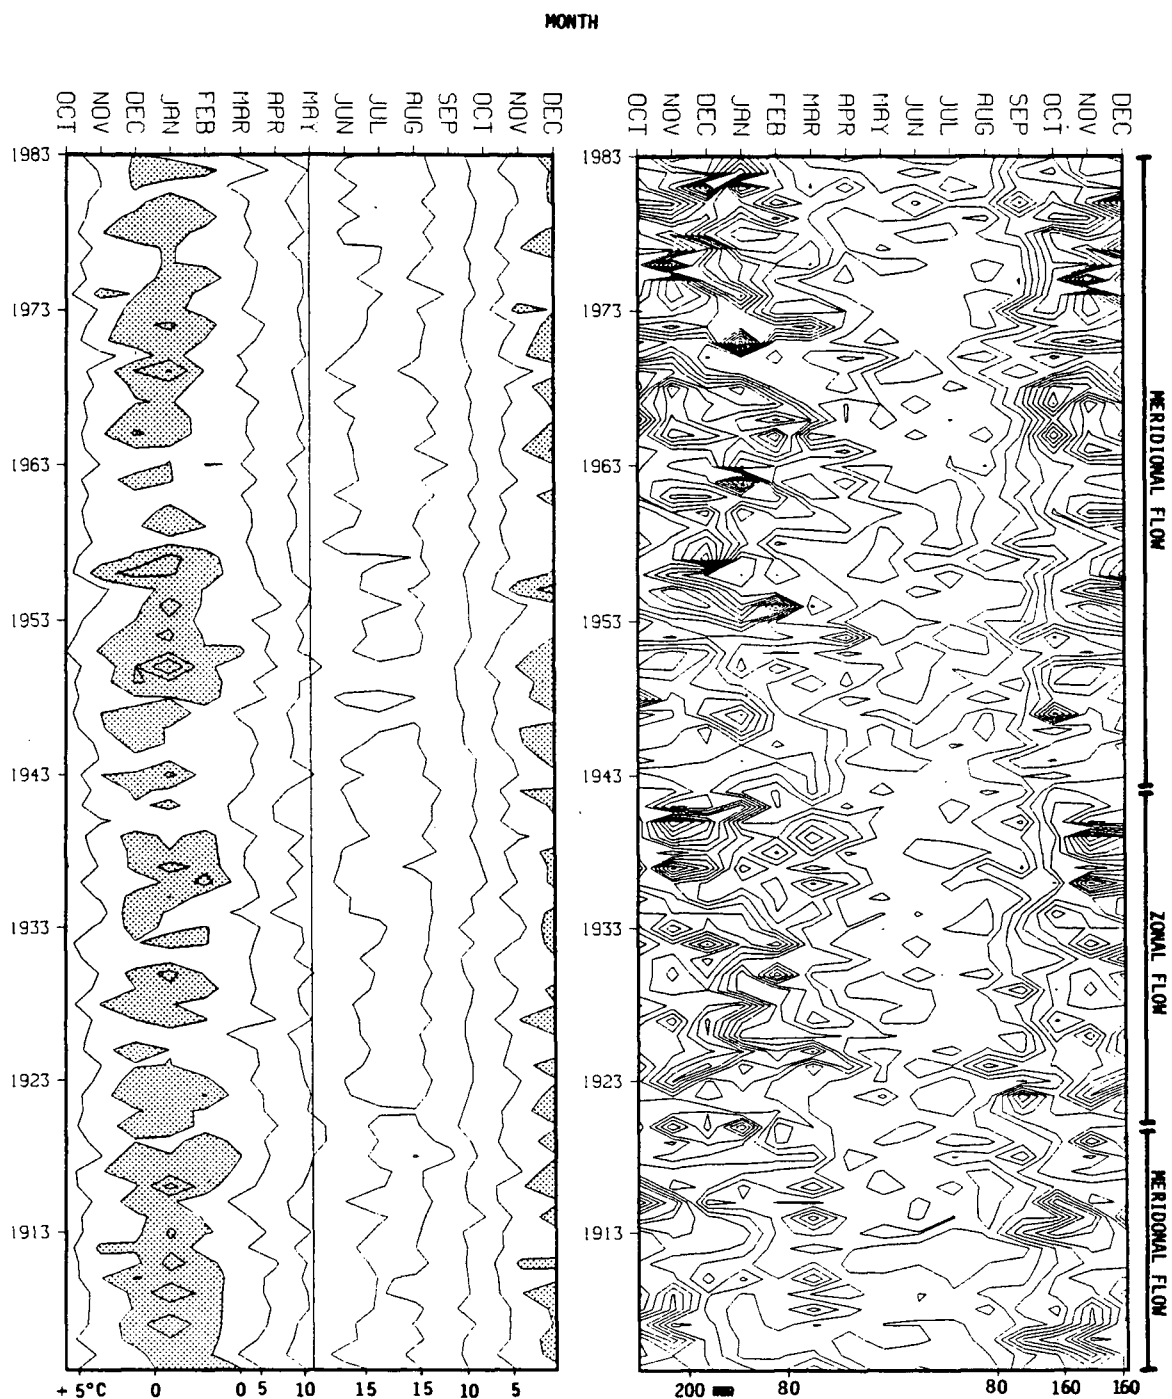 MONTH
OCT NOV DEC JAN FEB MAR APR MAY JUN JUL AUG SEP OCT NOV DEC
OCT NOV DEC JAN FEB MAR APR MAY JUN JUL AUG SEP OCT NOV DEC
1983
1973
1963
1953
1943
1933
1923
1913
1983
1973
1963
1953
1943
1933
1923
1913
MERIDIONAL FLOW
ZONAL FLOW
MERIDONAL FLOW
+ 5°C 0 0 5 10 15 15 10 5
200 mm 80 80 160 160